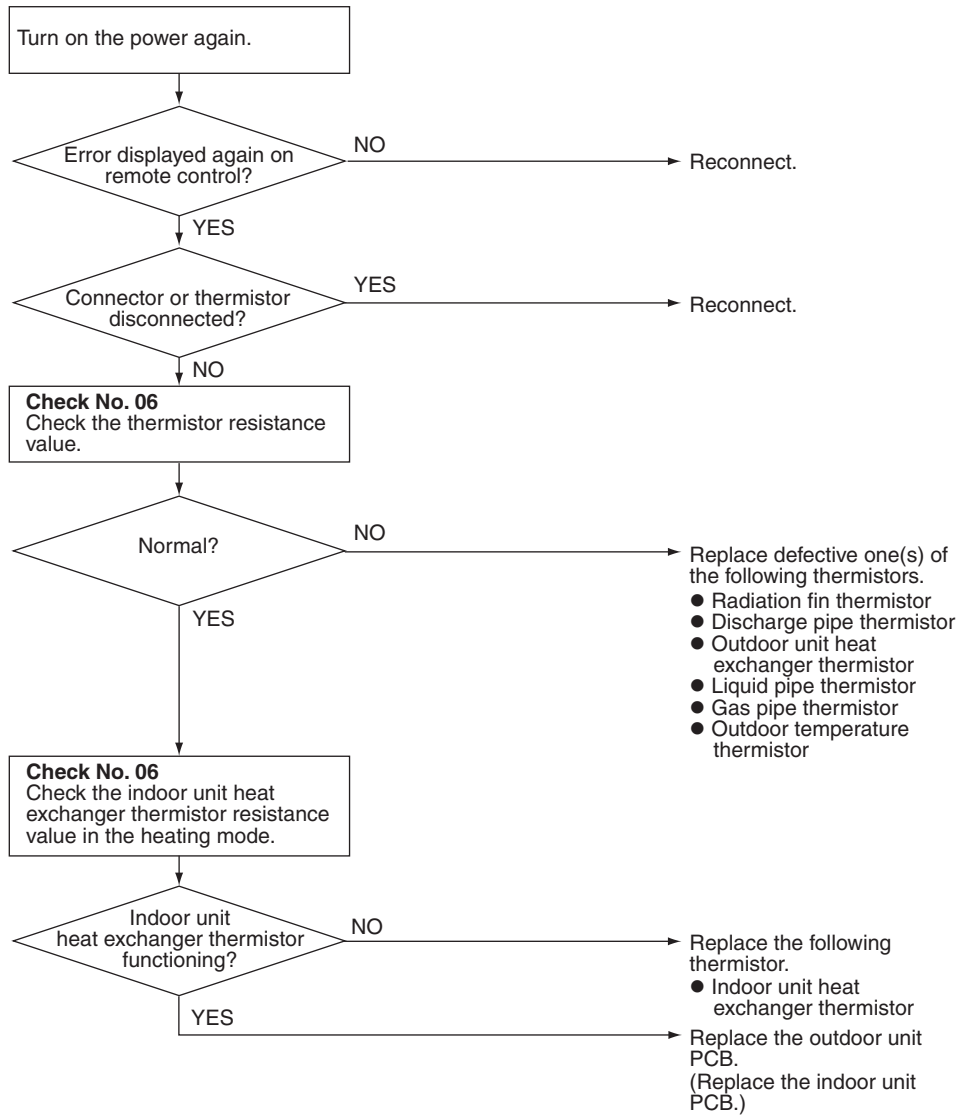 Turn on the power again.
Error displayed again on
remote control?
NO
Reconnect.
YES
Connector or thermistor
disconnected?
YES
Reconnect.
NO
Check No. 06
Check the thermistor resistance
value.
Normal?
NO
Replace defective one(s) of
the following thermistors.
● Radiation fin thermistor
● Discharge pipe thermistor
● Outdoor unit heat
exchanger thermistor
● Liquid pipe thermistor
● Gas pipe thermistor
● Outdoor temperature
thermistor
YES
Check No. 06
Check the indoor unit heat
exchanger thermistor resistance
value in the heating mode.
Indoor unit
heat exchanger thermistor
functioning?
NO
Replace the following
thermistor.
● Indoor unit heat
exchanger thermistor
YES
Replace the outdoor unit
PCB.
(Replace the indoor unit
PCB.)